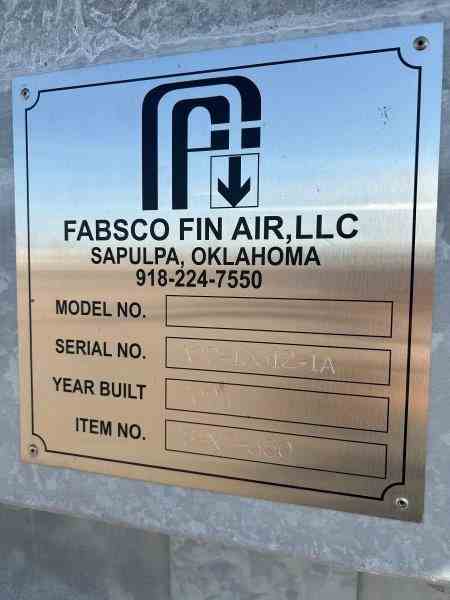 FABSCO FIN AIR,LLC
SAPULPA, OKLAHOMA
918-224-7550
MODEL NO.
SERIAL NO.
YEAR BUILT
ITEM NO.